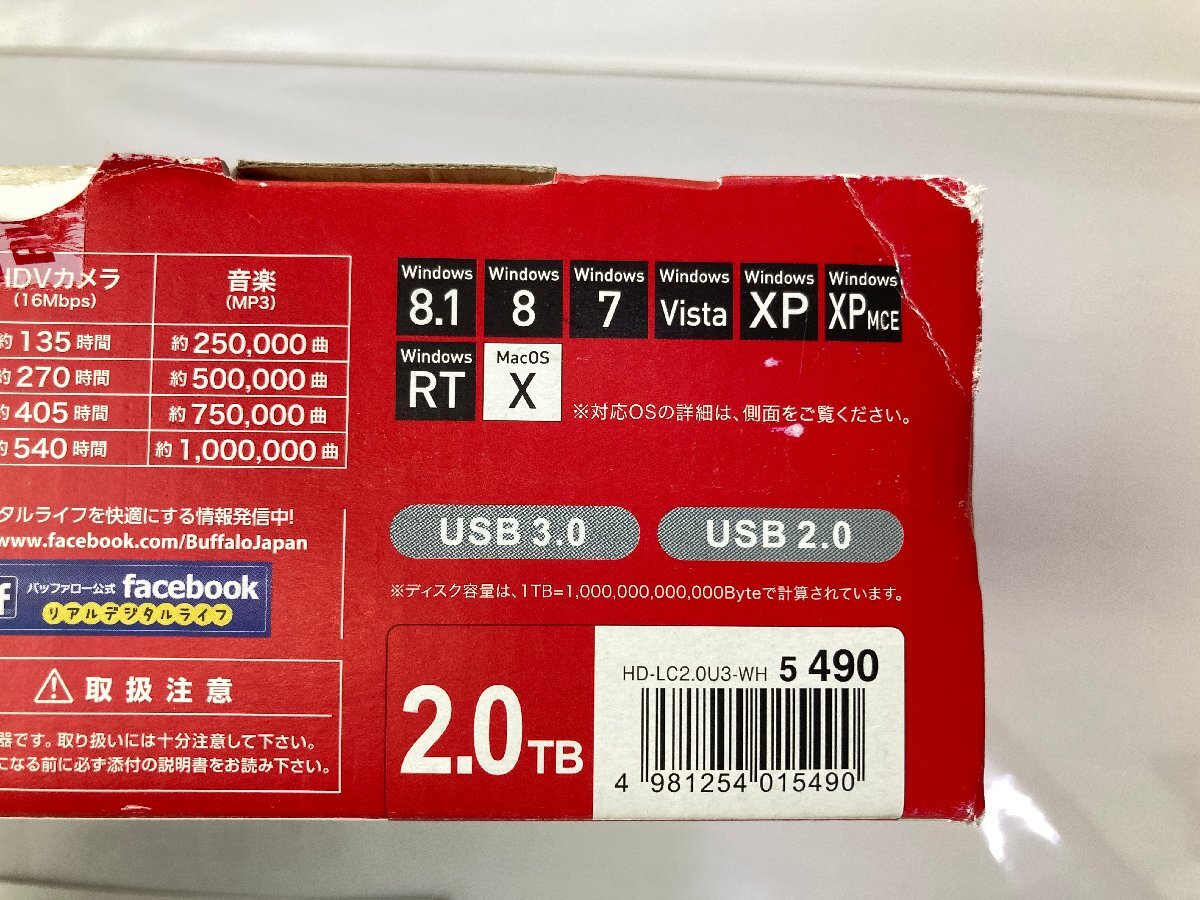 HDVカメラ
(16Mbps)
音楽
(MP3)
約135時間
約250,000曲
約270時間
約500,000曲
約405時間
約750,000曲
約540時間
約1,000,000曲
タルライフを快適にする情報発信中!
www.facebook.com/BuffaloJapan
f バッファロー公式 facebook
リアルデジタルライフ
取扱注意
器です。取り扱いには十分注意して下さい。
になる前に必ず添付の説明書をお読み下さい。
Windows 8.1
Windows 8
Windows 7
Windows Vista
Windows XP
Windows XP MCE
Windows RT
MacOS X
※対応OSの詳細は、側面をご覧ください。
USB 3.0
USB 2.0
※ディスク容量は、1TB=1,000,000,000,000Byteで計算されています。
2.0TB
HD-LC2.0U3-WH 5 490
4 981254 015490